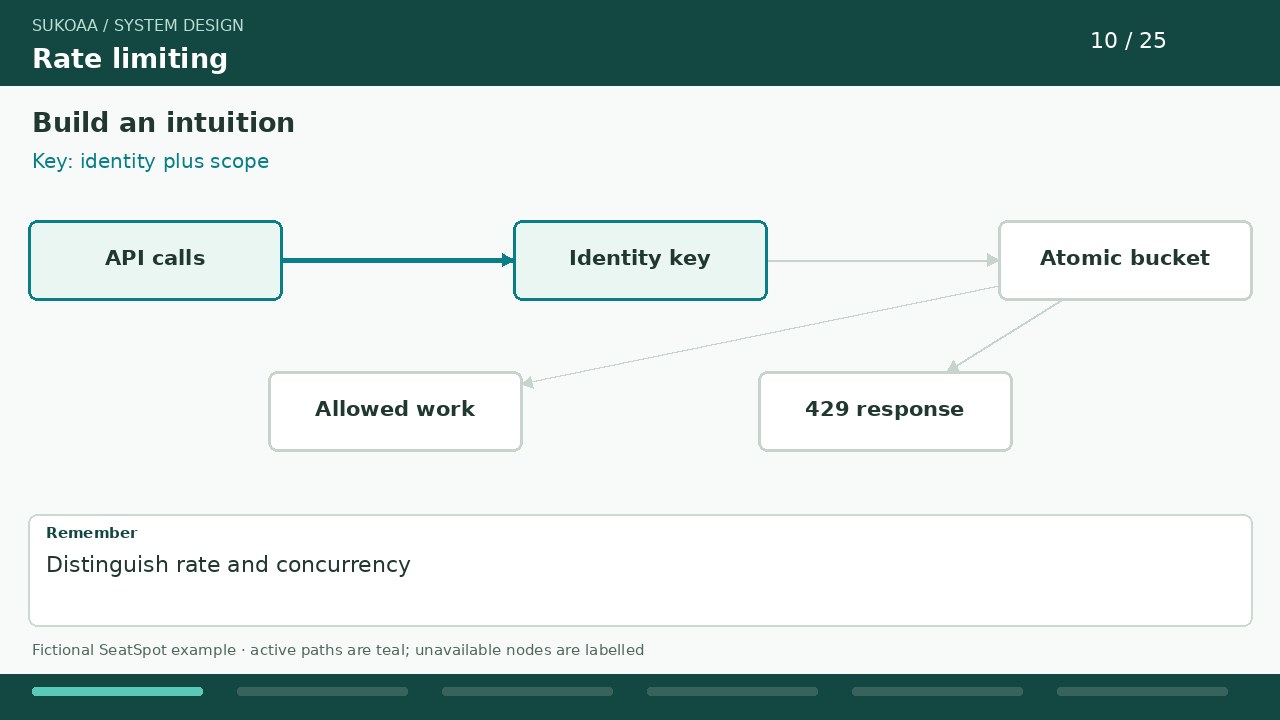 SUKOAA / SYSTEM DESIGN
Rate limiting
10 / 25
Build an intuition
Key: identity plus scope
API calls
Identity key
Atomic bucket
Allowed work
429 response
Remember
Distinguish rate and concurrency
Fictional SeatSpot example · active paths are teal; unavailable nodes are labelled